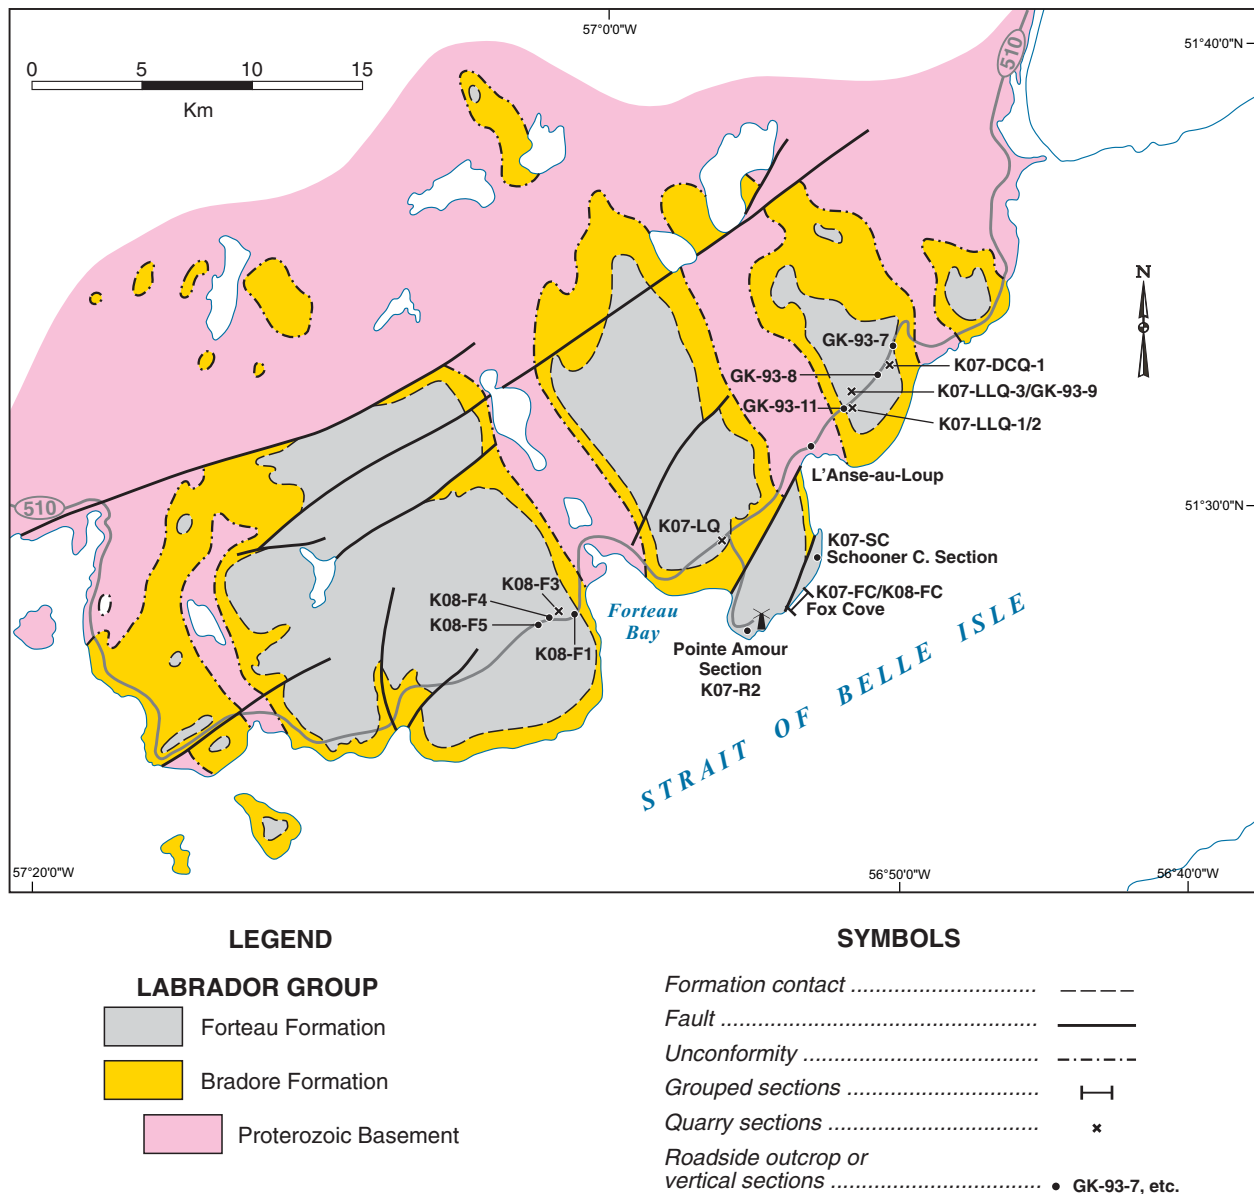 57°0'0"W
51°40'0"N
510
0 5 10 15
Km
N
GK-93-7
K07-DCQ-1
GK-93-8
K07-LLQ-3/GK-93-9
GK-93-11
K07-LLQ-1/2
L'Anse-au-Loup
510
51°30'0"N
K07-LQ
K07-SC
Schooner C. Section
K08-F3
K07-FC/K08-FC
Fox Cove
K08-F4
K08-F5
Forteau
Bay
K08-F1
Pointe Amour
Section
K07-R2
STRAIT OF BELLE ISLE
57°20'0"W
56°50'0"W
56°40'0"W
LEGEND
LABRADOR GROUP
Forteau Formation
Bradore Formation
Proterozoic Basement
SYMBOLS
Formation contact ................................
Fault ......................................................
Unconformity ........................................
Grouped sections ..................................
Quarry sections .....................................
Roadside outcrop or
vertical sections .................................... GK-93-7, etc.